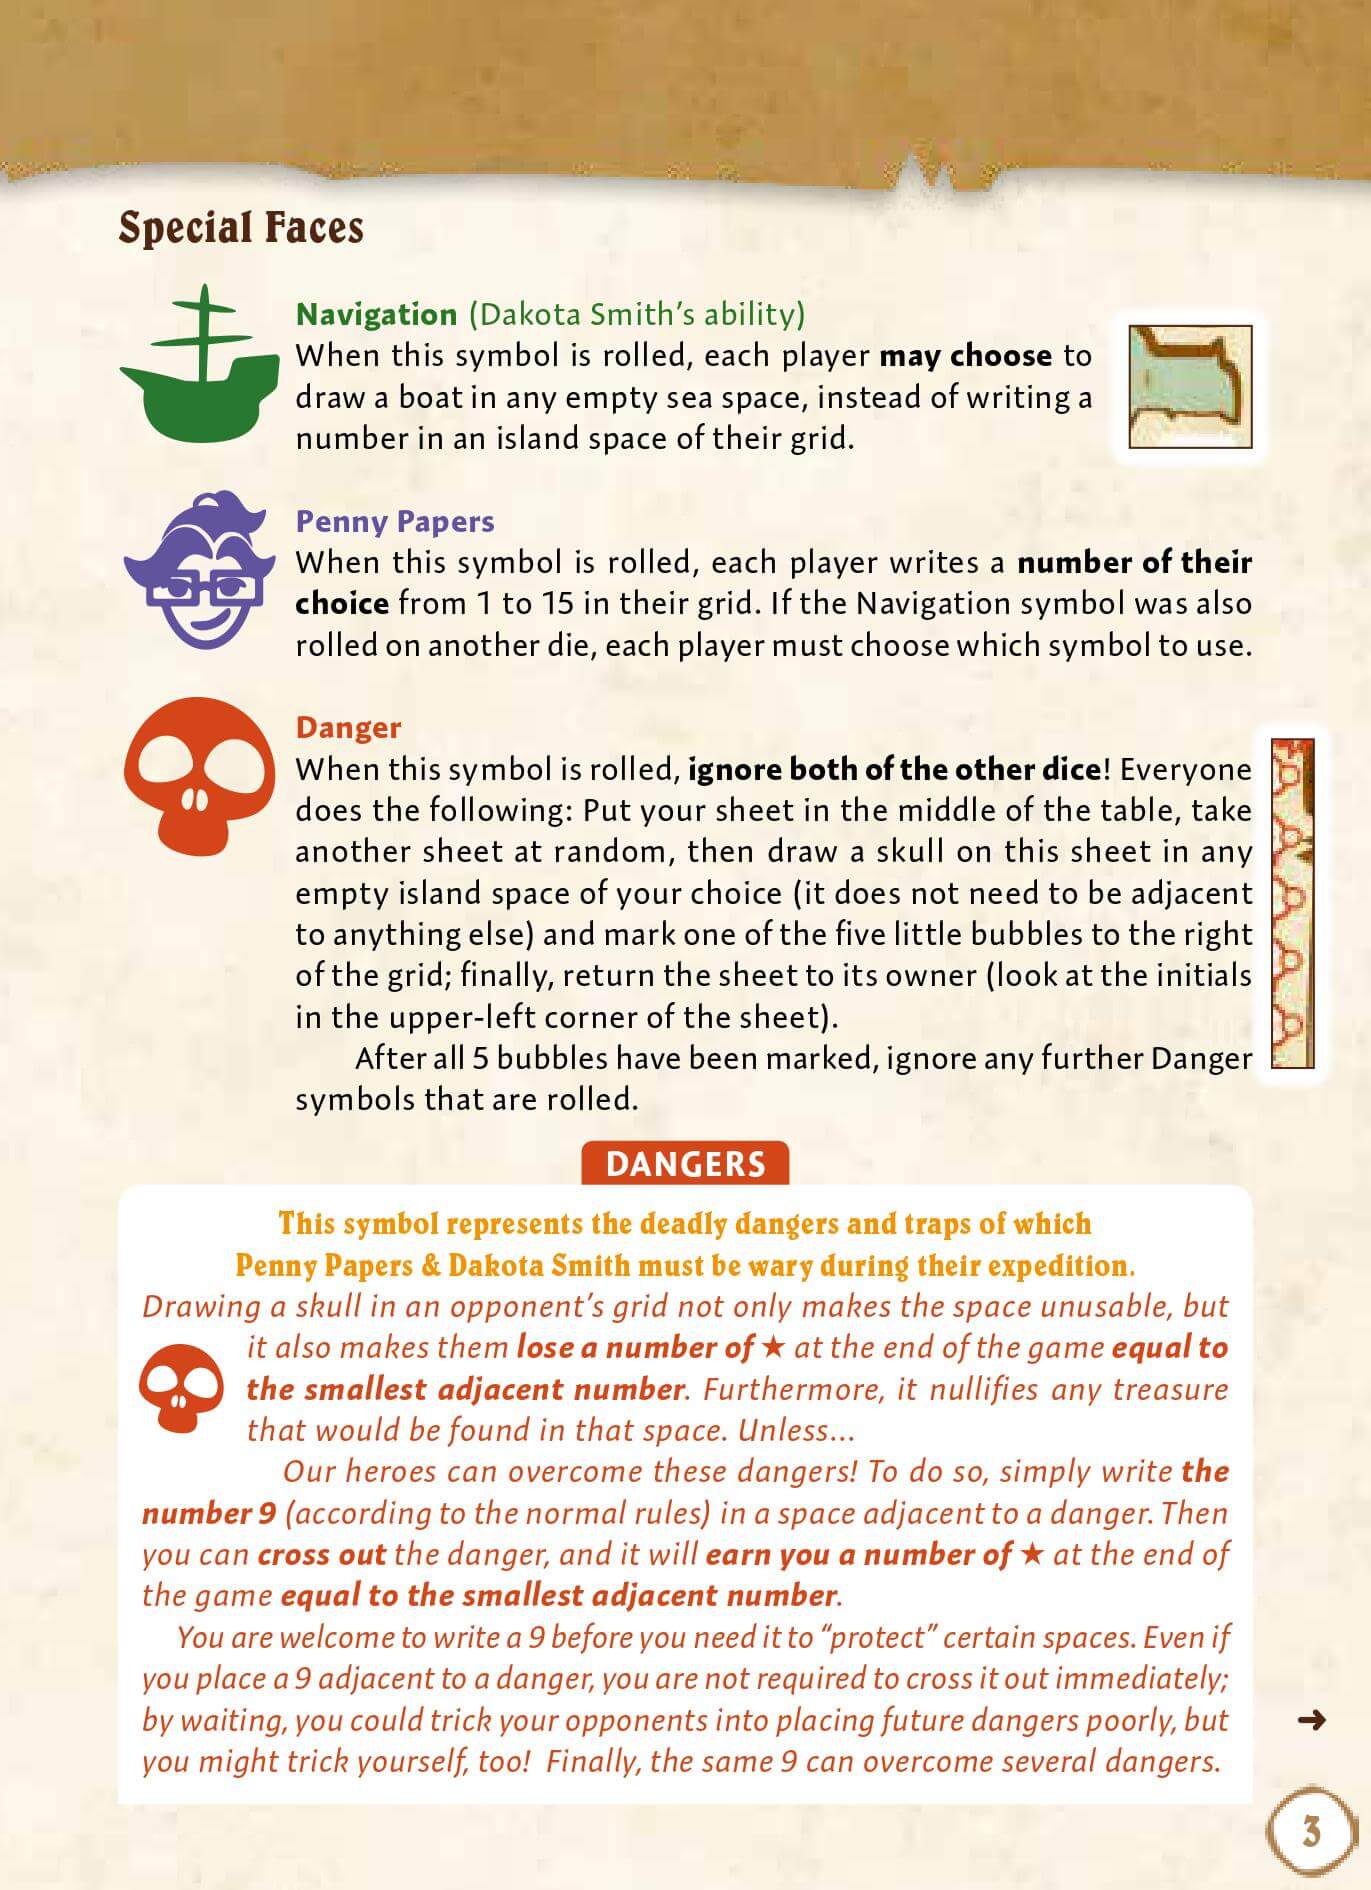 Special Faces
Navigation (Dakota Smith's ability)
When this symbol is rolled, each player may choose to
draw a boat in any empty sea space, instead of writing a
number in an island space of their grid.
Penny Papers
When this symbol is rolled, each player writes a number of their
choice from 1 to 15 in their grid. If the Navigation symbol was also
rolled on another die, each player must choose which symbol to use.
Danger
When this symbol is rolled, ignore both of the other dice! Everyone
does the following: Put your sheet in the middle of the table, take
another sheet at random, then draw a skull on this sheet in any
empty island space of your choice (it does not need to be adjacent
to anything else) and mark one of the five little bubbles to the right
of the grid; finally, return the sheet to its owner (look at the initials
in the upper-left corner of the sheet).
After all 5 bubbles have been marked, ignore any further Danger
symbols that are rolled.
DANGERS
This symbol represents the deadly dangers and traps of which
Penny Papers & Dakota Smith must be wary during their expedition.
Drawing a skull in an opponent's grid not only makes the space unusable, but
it also makes them lose a number of ★ at the end of the game equal to
the smallest adjacent number. Furthermore, it nullifies any treasure
that would be found in that space. Unless...
Our heroes can overcome these dangers! To do so, simply write the
number 9 (according to the normal rules) in a space adjacent to a danger. Then
you can cross out the danger, and it will earn you a number of ★ at the end of
the game equal to the smallest adjacent number.
You are welcome to write a 9 before you need it to “protect” certain spaces. Even if
you place a 9 adjacent to a danger, you are not required to cross it out immediately;
by waiting, you could trick your opponents into placing future dangers poorly, but
you might trick yourself, too! Finally, the same 9 can overcome several dangers.
➜
3